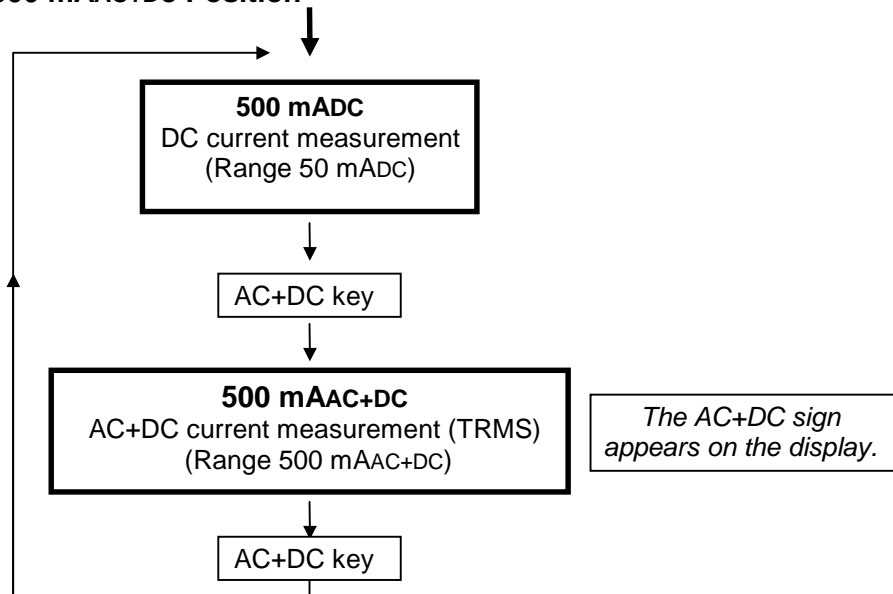 500 mADC
DC current measurement
(Range 50 mADC)
AC+DC key
500 mAAC+DC
AC+DC current measurement (TRMS)
(Range 500 mAAC+DC)
The AC+DC sign
appears on the display.
AC+DC key